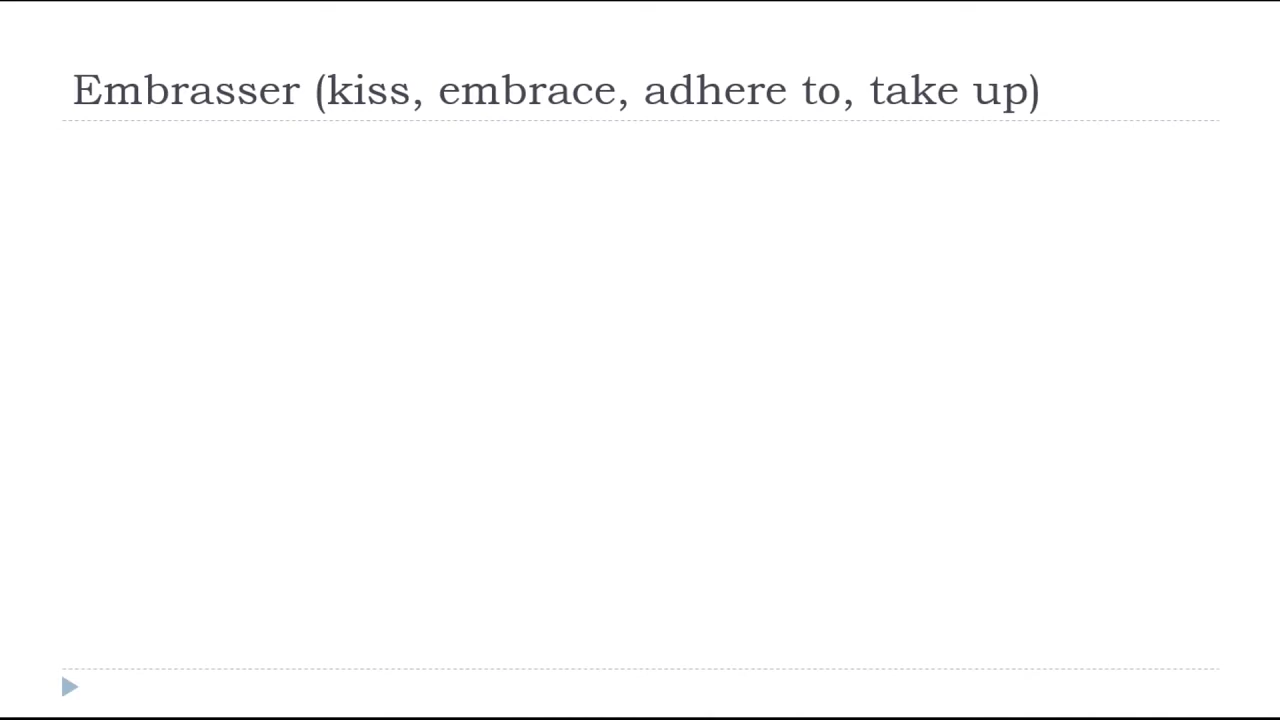 Embrasser (kiss, embrace, adhere to, take up)